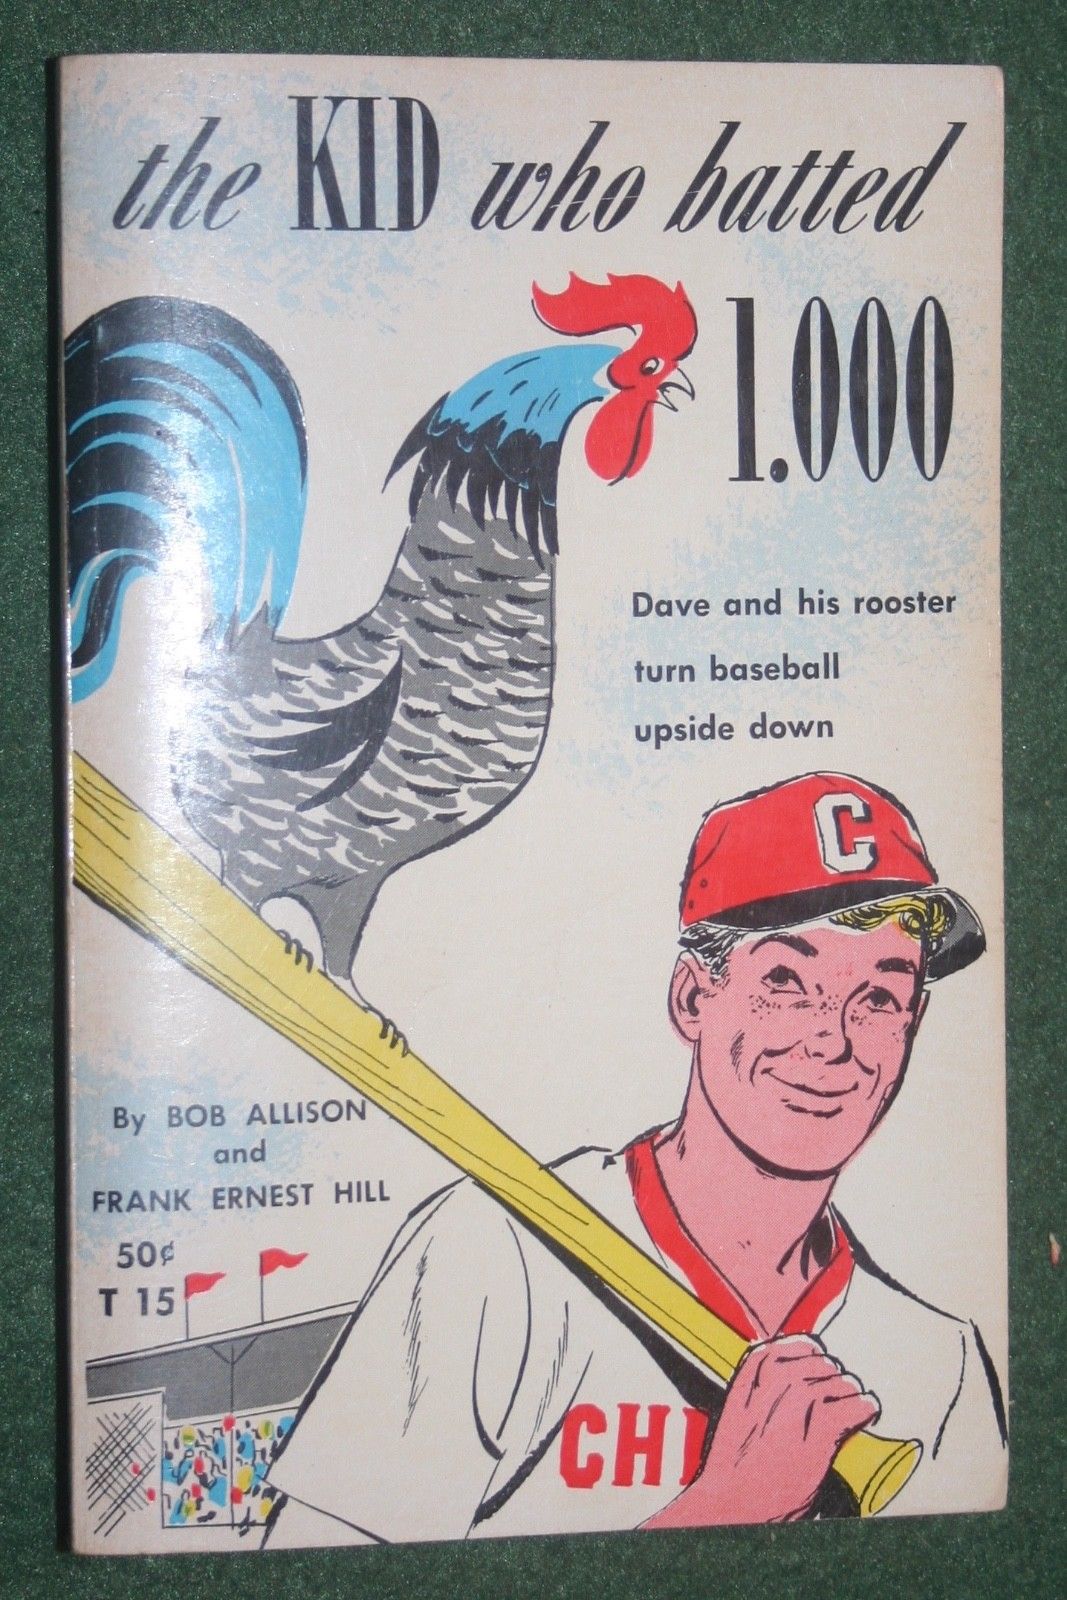 the KID who batted
1.000
Dave and his rooster
turn baseball
upside down
C
By BOB ALLISON
and
FRANK ERNEST HILL
50¢
T 15
CHI